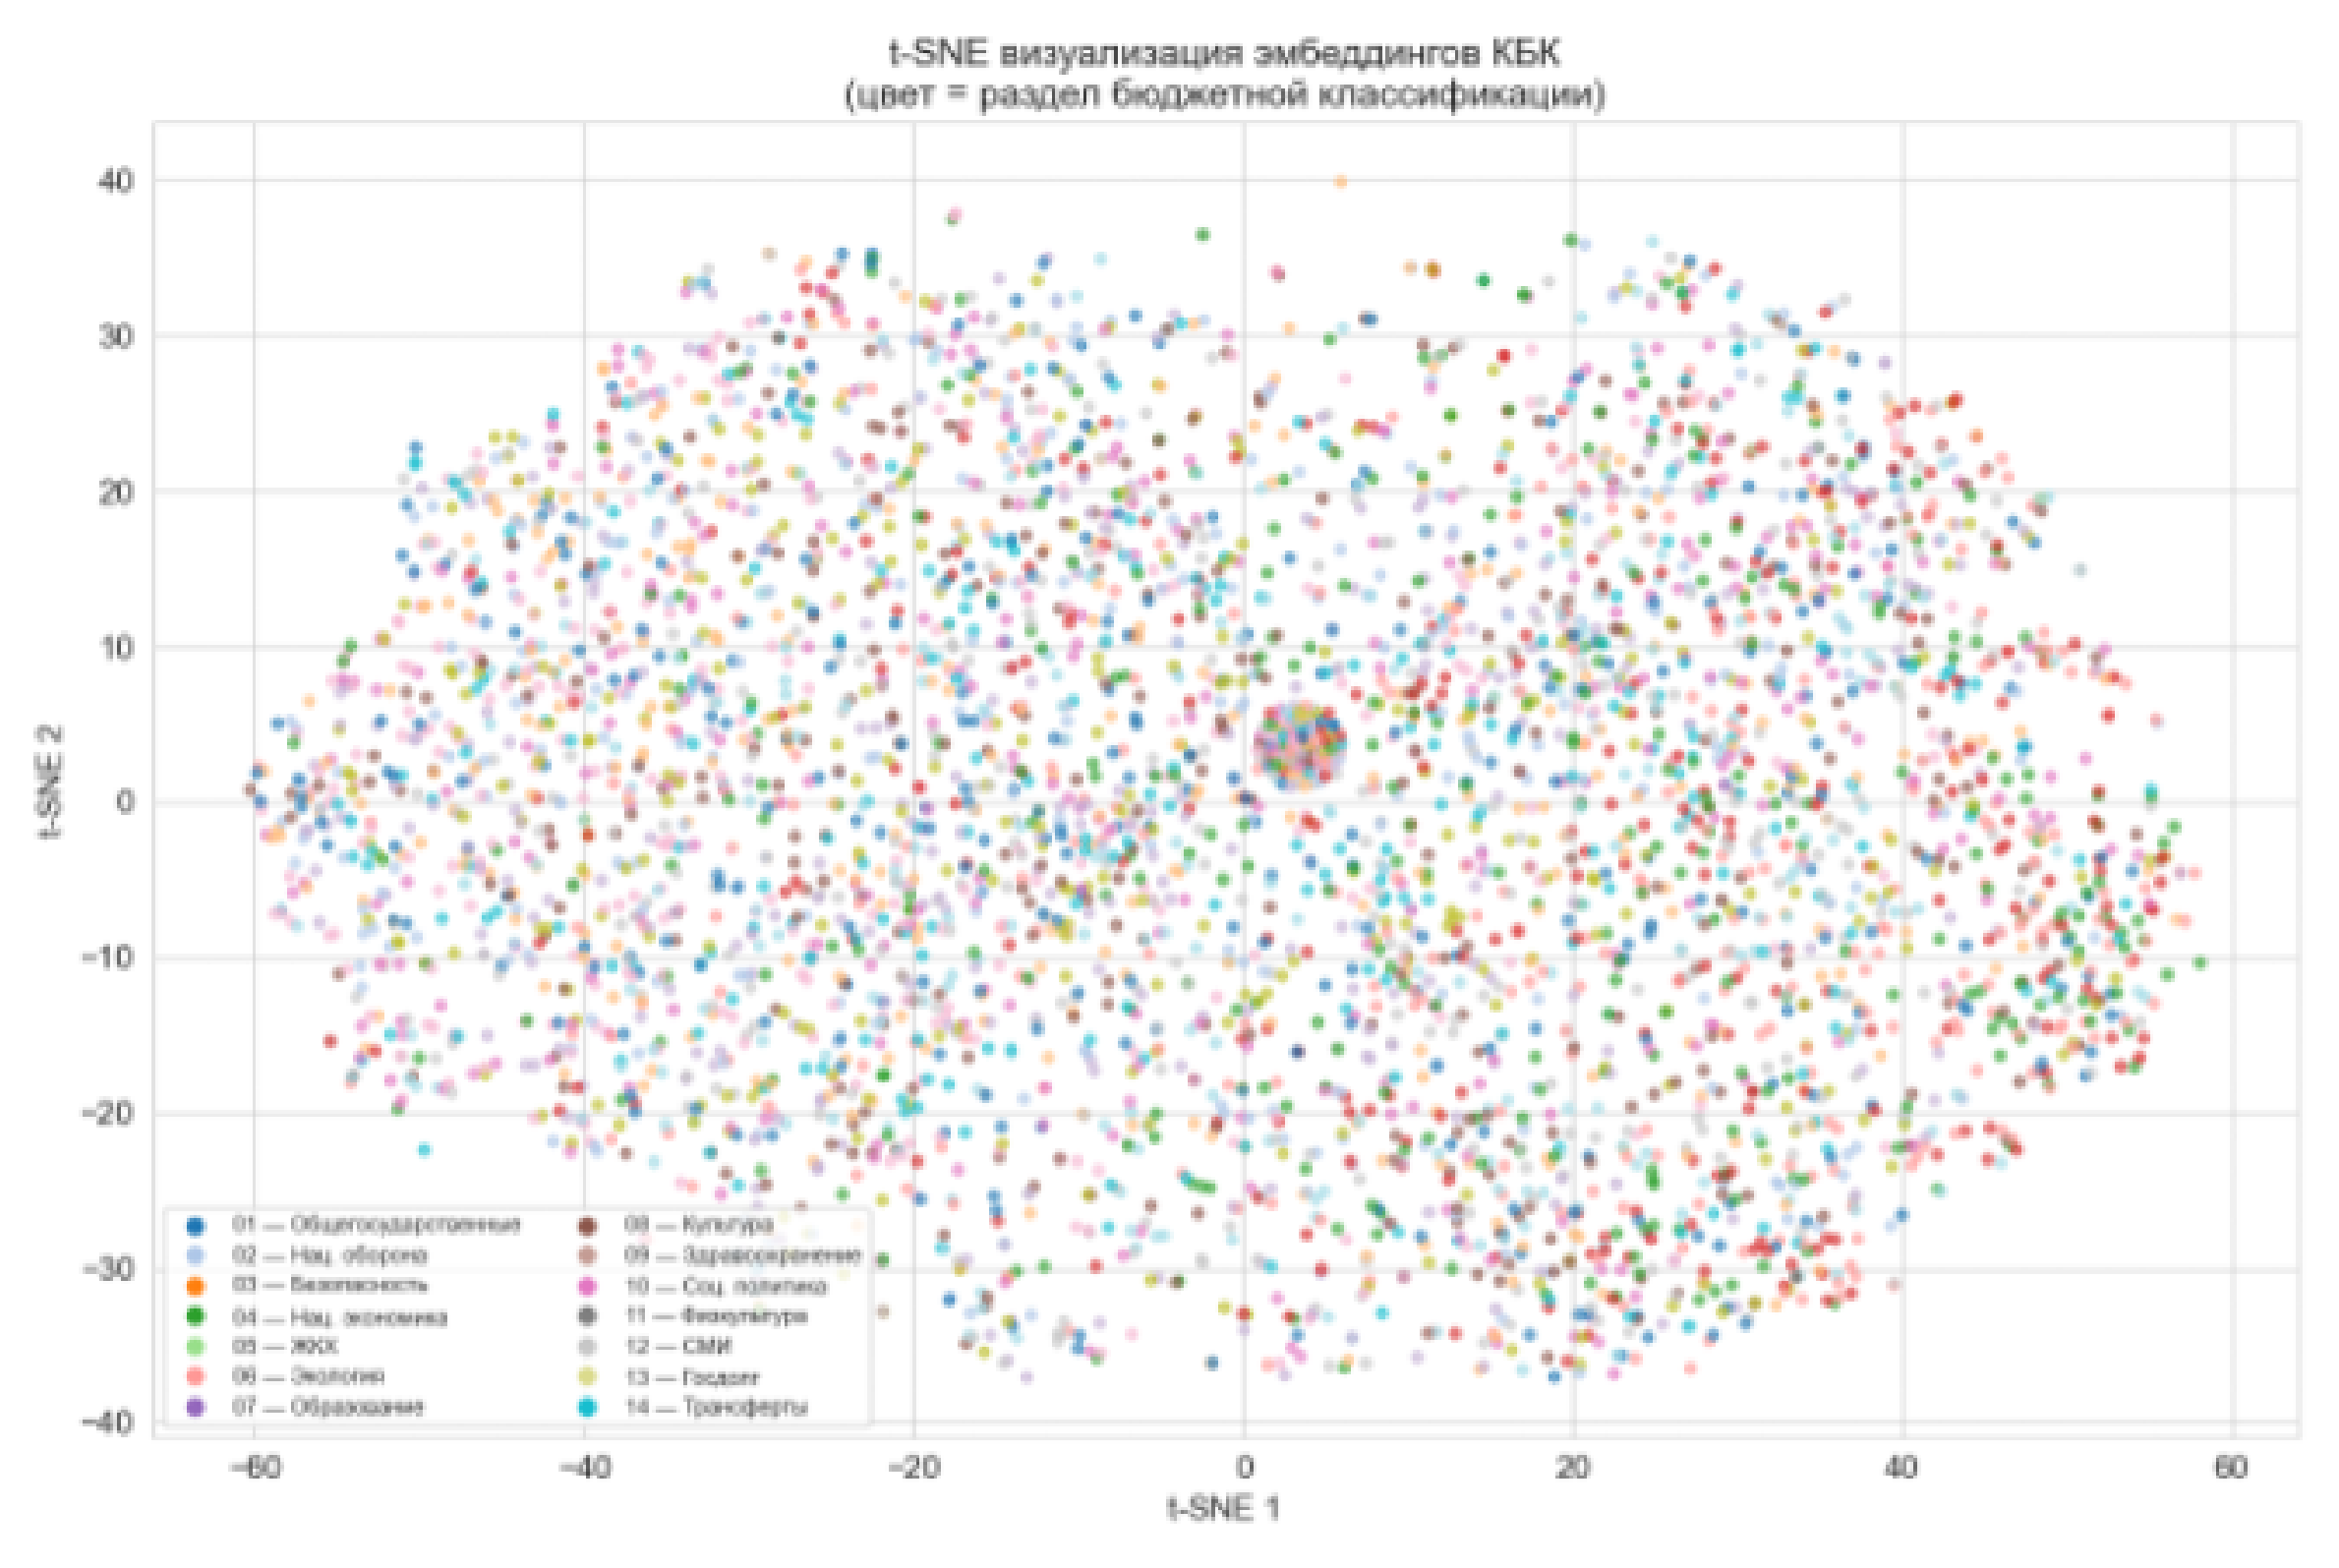 t-SNE визуализация эмбеддингов КБК
(цвет = раздел бюджетной классификации)
40
30
20
10
0
−10
−20
−30
−40
t-SNE 2
01 — Общегосударственные
02 — Нац. оборона
03 — Безопасность
04 — Нац. экономика
05 — ЖКХ
06 — Экология
07 — Образование
08 — Культура
09 — Здравоохранение
10 — Соц. политика
11 — Физкультура
12 — СМИ
13 — Госдолг
14 — Трансферты
−60
−40
−20
0
20
40
60
t-SNE 1